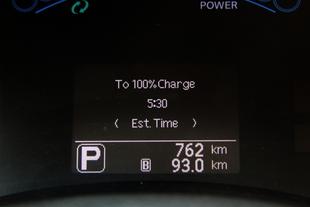 POWER
To 100% Charge
5:30
〈 Est. Time 〉
P 762 km
B 93.0 km